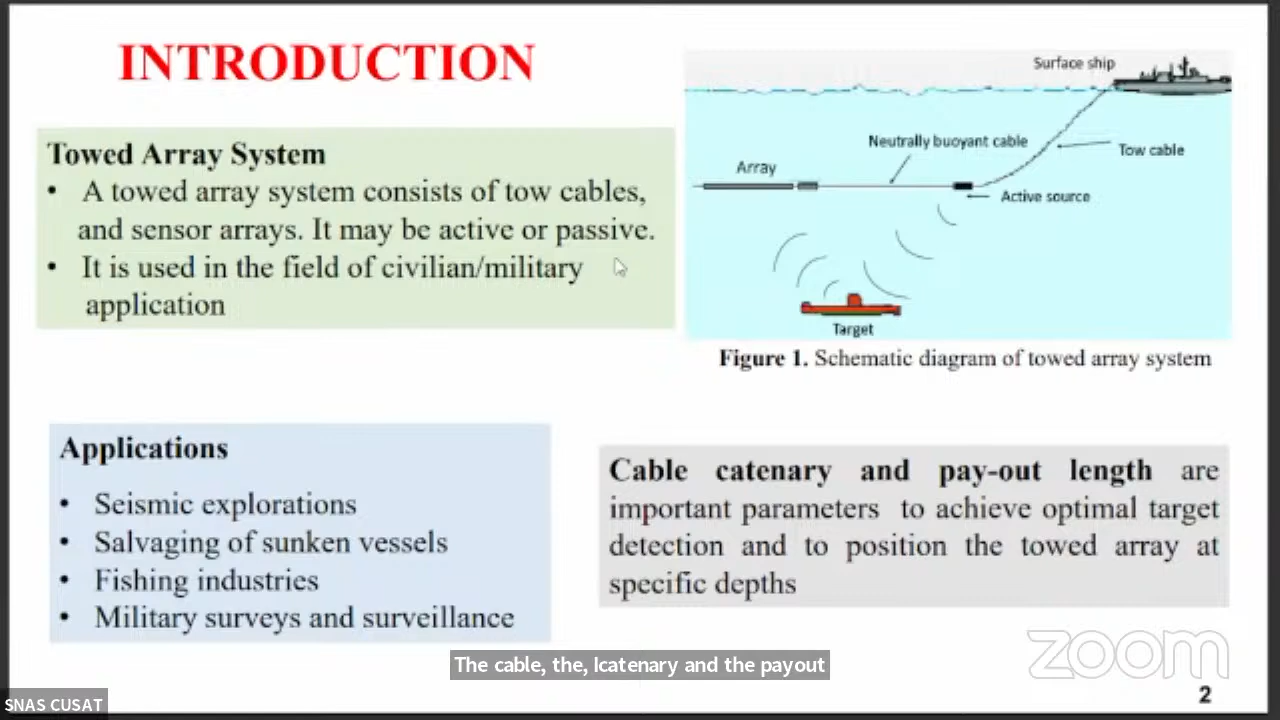 INTRODUCTION
Towed Array System
• A towed array system consists of tow cables,
and sensor arrays. It may be active or passive.
• It is used in the field of civilian/military
application
Surface ship
Neutrally buoyant cable
Tow cable
Array
Active source
Target
Figure 1. Schematic diagram of towed array system
Applications
• Seismic explorations
• Salvaging of sunken vessels
• Fishing industries
• Military surveys and surveillance
Cable catenary and pay-out length are
important parameters to achieve optimal target
detection and to position the towed array at
specific depths
zoom
The cable, the, Icatenary and the payout
2
SNAS CUSAT